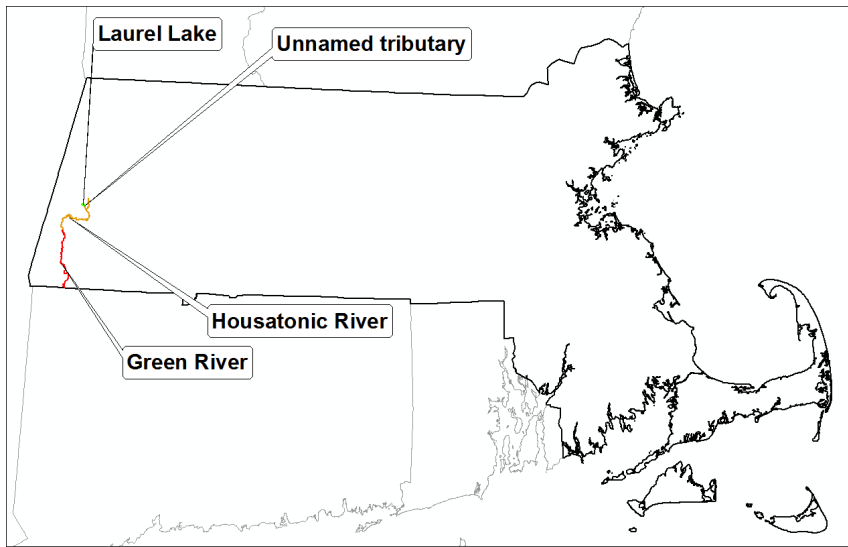 Laurel Lake
Unnamed tributary
Housatonic River
Green River